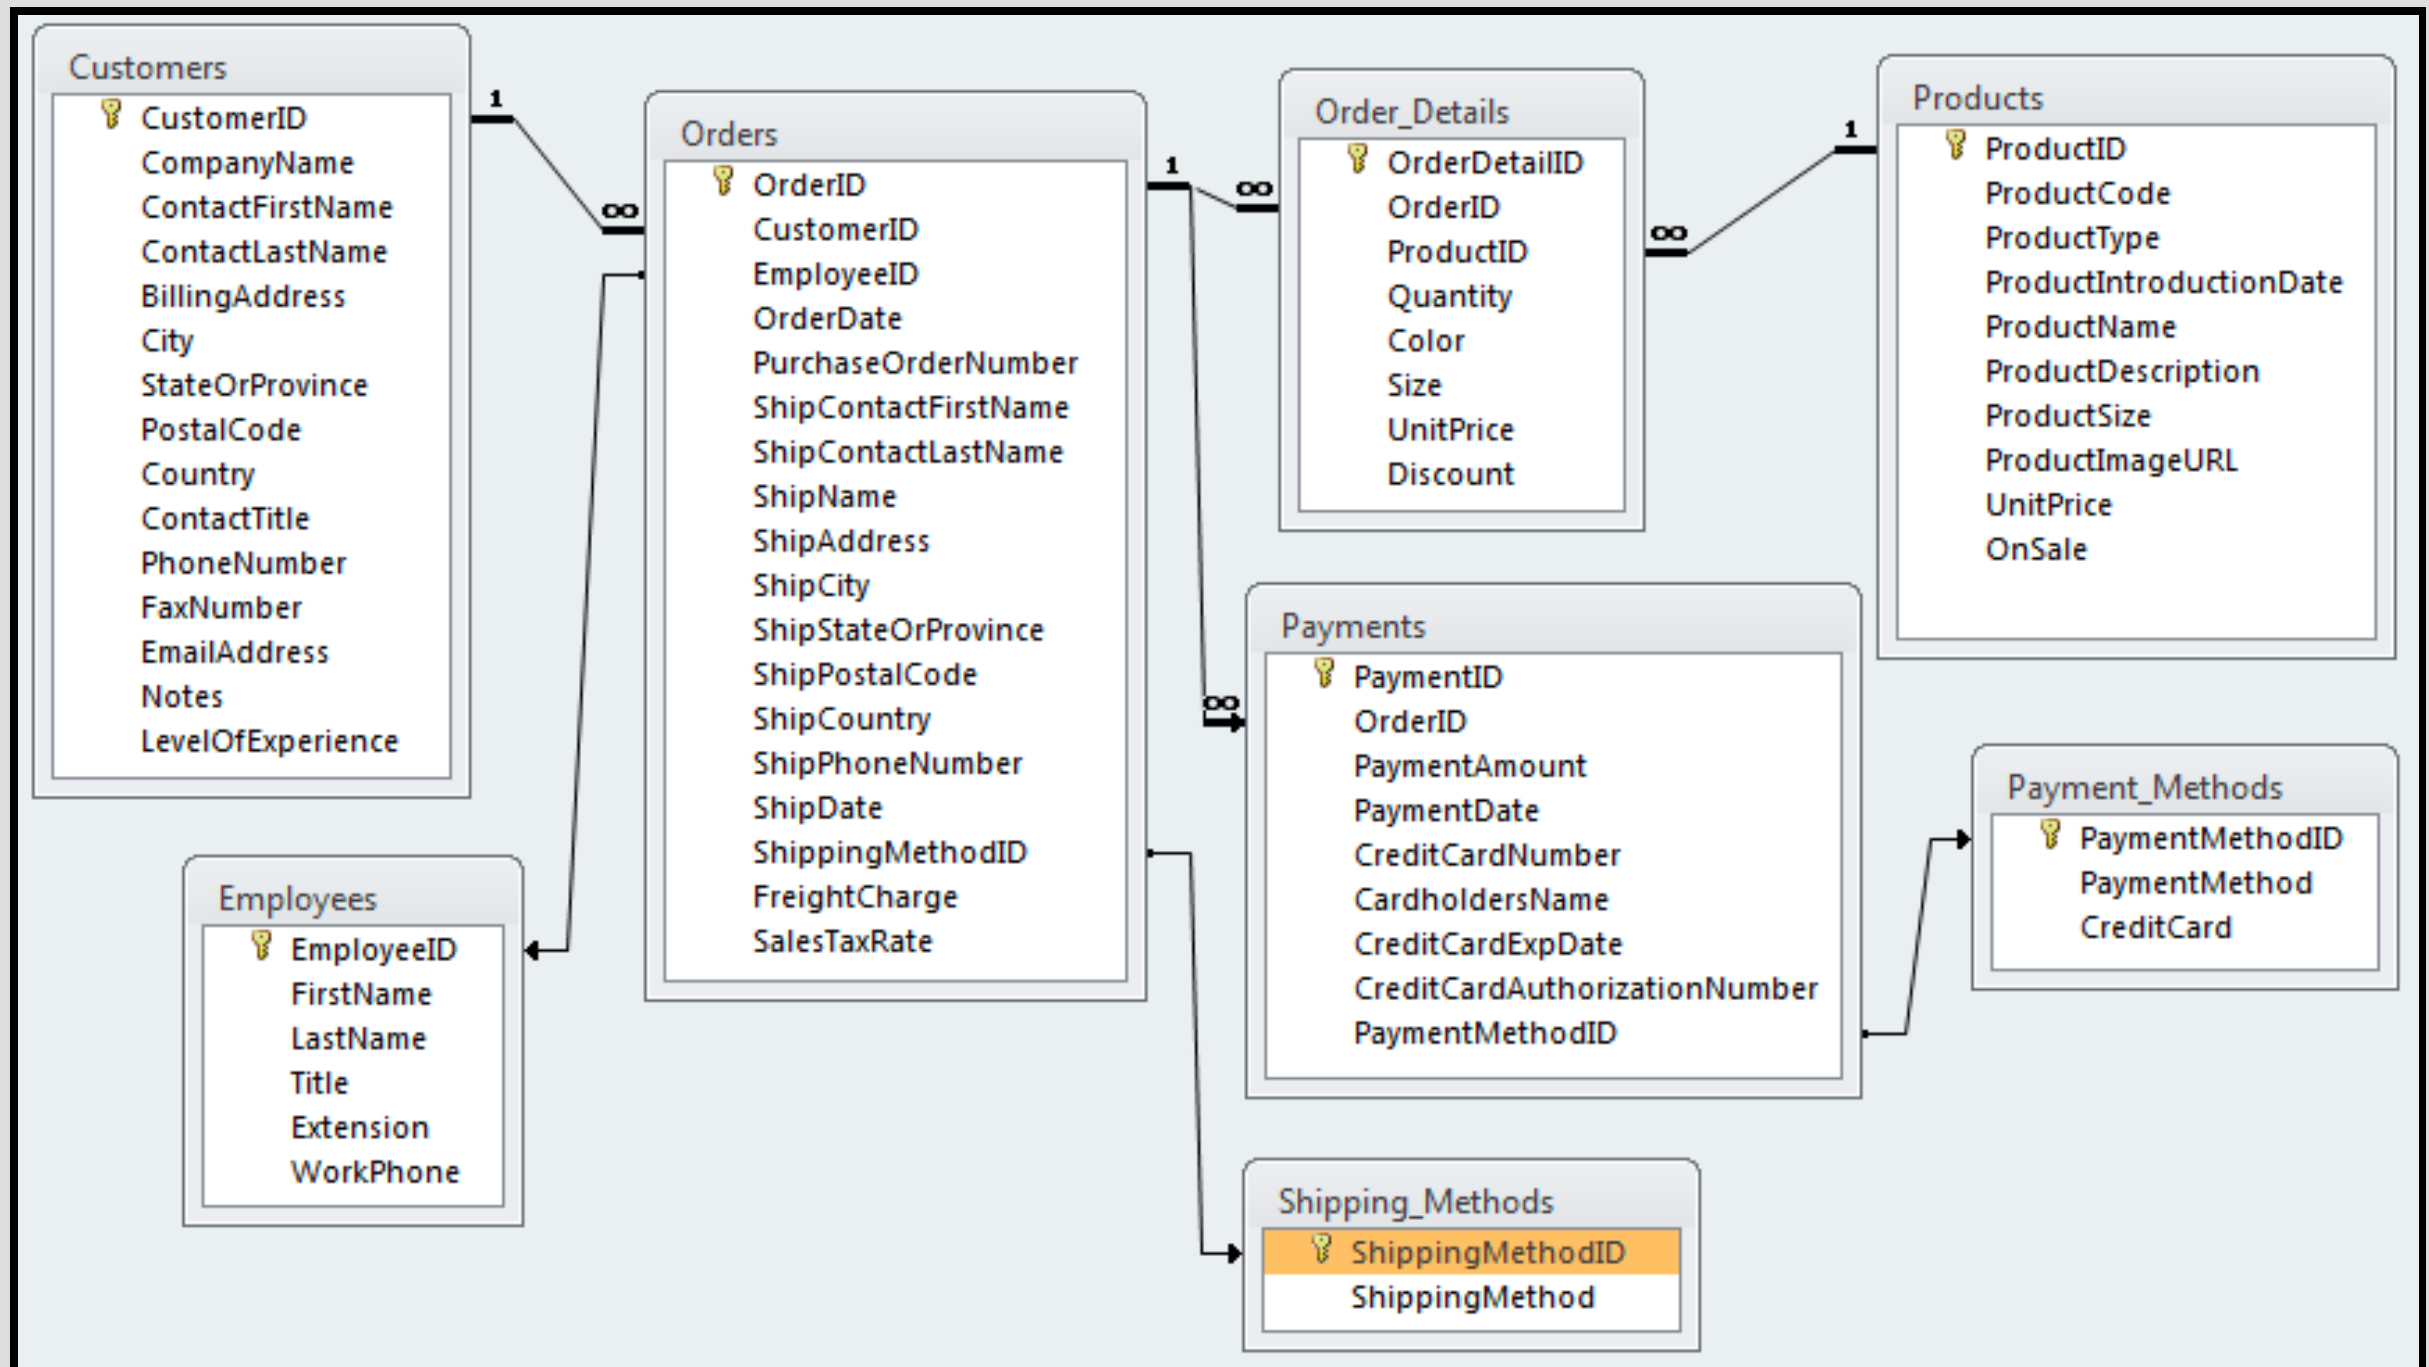 Customers
CustomerID
CompanyName
ContactFirstName
ContactLastName
BillingAddress
City
StateOrProvince
PostalCode
Country
ContactTitle
PhoneNumber
FaxNumber
EmailAddress
Notes
LevelOfExperience
1
∞
Employees
EmployeeID
FirstName
LastName
Title
Extension
WorkPhone
Orders
OrderID
CustomerID
EmployeeID
OrderDate
PurchaseOrderNumber
ShipContactFirstName
ShipContactLastName
ShipName
ShipAddress
ShipCity
ShipStateOrProvince
ShipPostalCode
ShipCountry
ShipPhoneNumber
ShipDate
ShippingMethodID
FreightCharge
SalesTaxRate
1
∞
∞
Order_Details
OrderDetailID
OrderID
ProductID
Quantity
Color
Size
UnitPrice
Discount
∞
1
Products
ProductID
ProductCode
ProductType
ProductIntroductionDate
ProductName
ProductDescription
ProductSize
ProductImageURL
UnitPrice
OnSale
Payments
PaymentID
OrderID
PaymentAmount
PaymentDate
CreditCardNumber
CardholdersName
CreditCardExpDate
CreditCardAuthorizationNumber
PaymentMethodID
Payment_Methods
PaymentMethodID
PaymentMethod
CreditCard
Shipping_Methods
ShippingMethodID
ShippingMethod